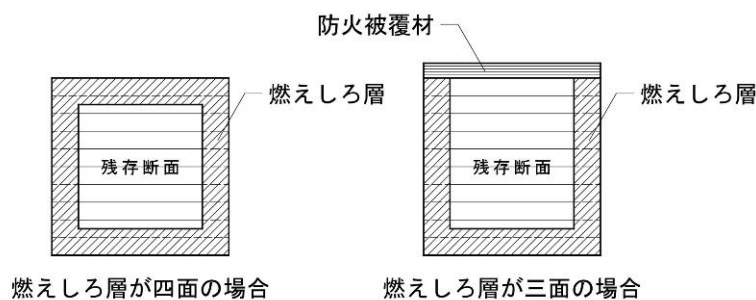 防火被覆材
燃えしろ層
燃えしろ層
残存断面
残存断面
燃えしろ層が四面の場合
燃えしろ層が三面の場合